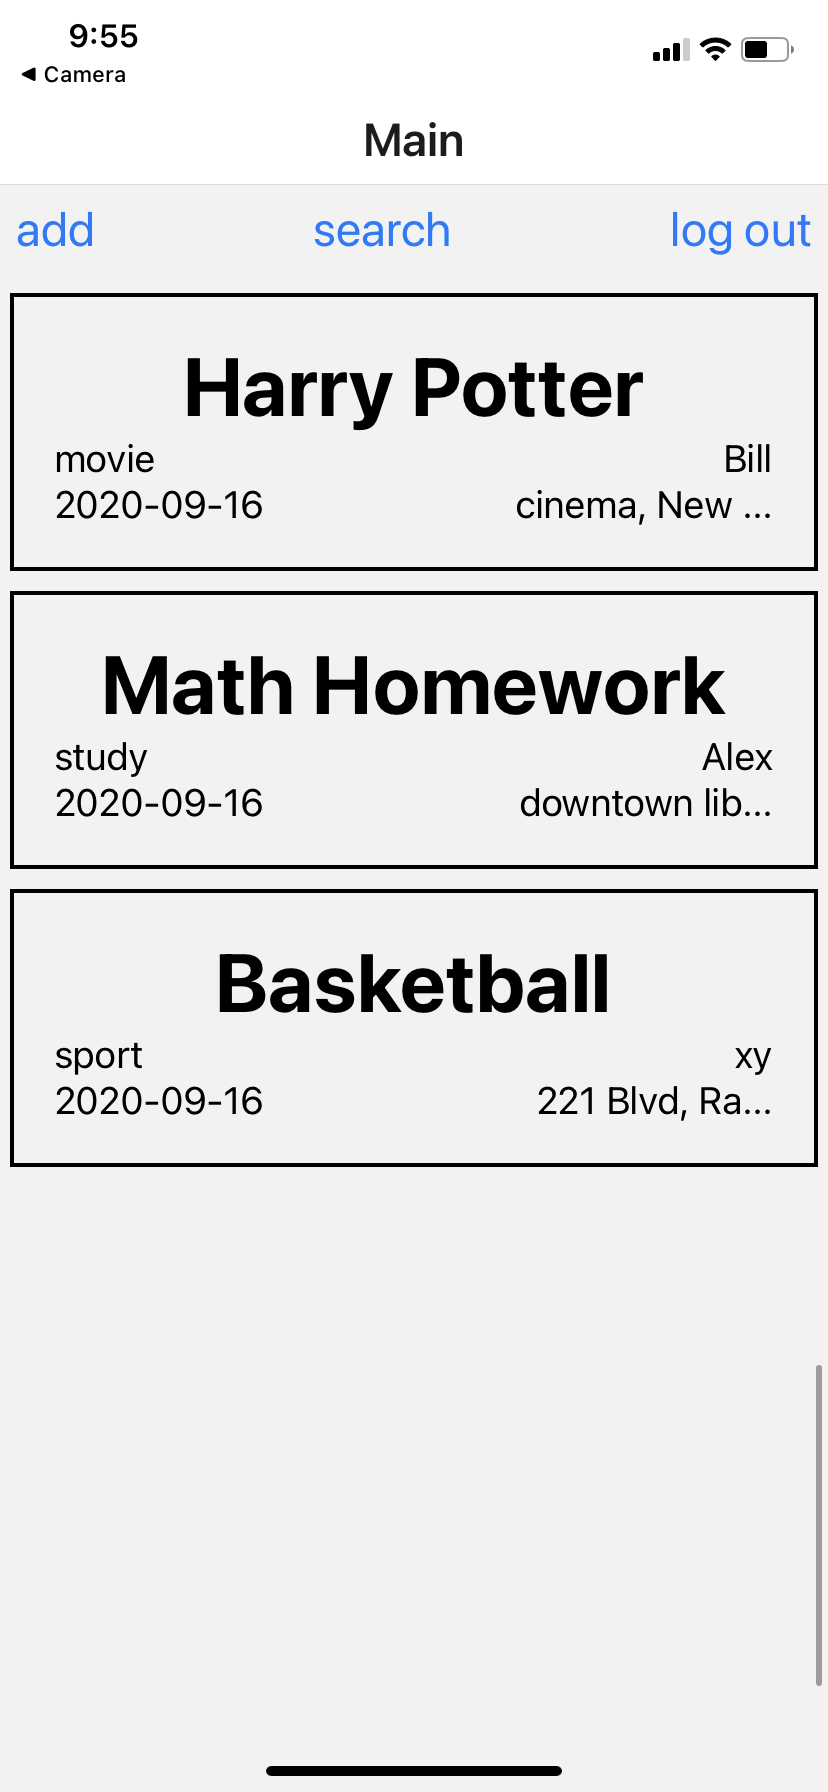 9:55
◀ Camera
Main
add search log out
Harry Potter
movie Bill
2020-09-16 cinema, New ...
Math Homework
study Alex
2020-09-16 downtown lib...
Basketball
sport xy
2020-09-16 221 Blvd, Ra...